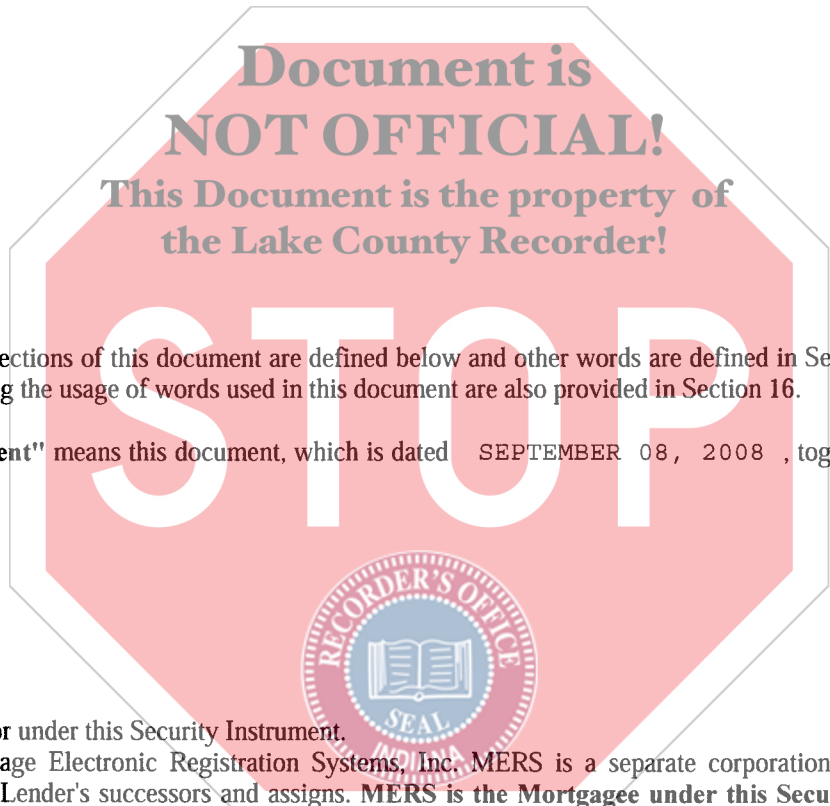 Document is
NOT OFFICIAL!
This Document is the property of
the Lake County Recorder!
STOP
ections of this document are defined below and other words are defined in Se
g the usage of words used in this document are also provided in Section 16.
ent" means this document, which is dated SEPTEMBER 08, 2008 , tog
RECORDER'S OFFICE
SEAL
INDIANA
or under this Security Instrument.
age Electronic Registration Systems, Inc. MERS is a separate corporation
Lender's successors and assigns. MERS is the Mortgagee under this Secu